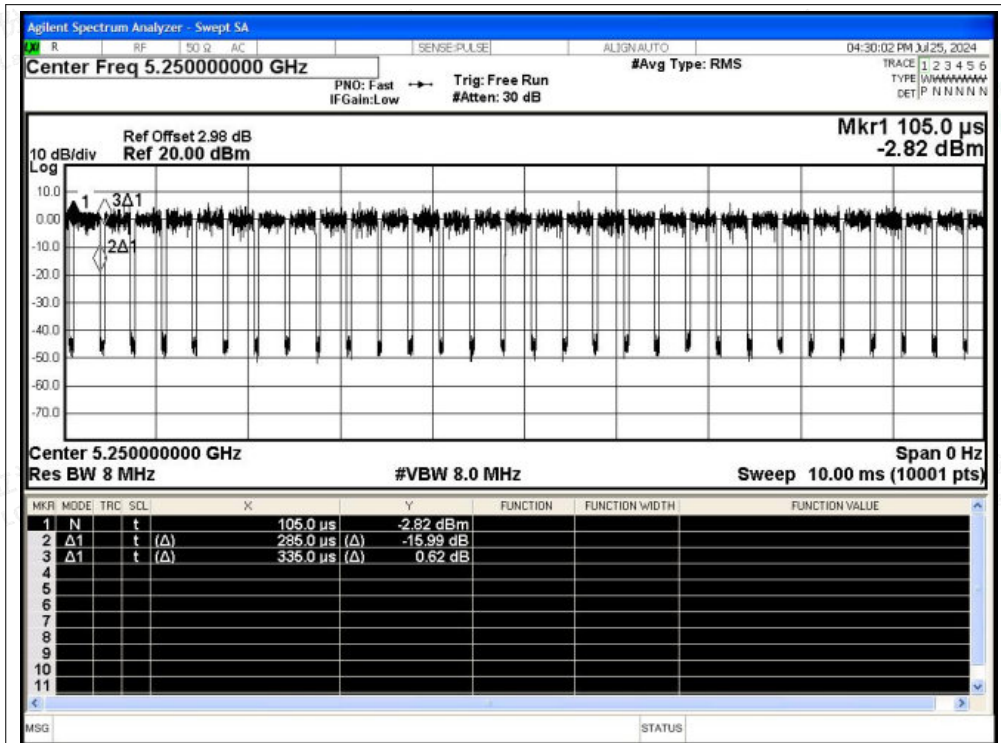 Agilent Spectrum Analyzer - Swept SA
LXI R RF 50 Ω AC SENSE:PULSE ALIGN AUTO 04:30:02 PM Jul 25, 2024
Center Freq 5.250000000 GHz #Avg Type: RMS TRACE 1 2 3 4 5 6
PNO: Fast Trig: Free Run TYPE WWWWWW
IFGain:Low #Atten: 30 dB DET P N N N N N
Mkr1 105.0 µs
Ref Offset 2.98 dB
10 dB/div Ref 20.00 dBm -2.82 dBm
Log
10.0
1 3Δ1
0.00
-10.0
2Δ1
-20.0
-30.0
-40.0
-50.0
-60.0
-70.0
Center 5.250000000 GHz Span 0 Hz
Res BW 8 MHz #VBW 8.0 MHz Sweep 10.00 ms (10001 pts)
MKR MODE TRC SCL X Y FUNCTION FUNCTION WIDTH FUNCTION VALUE
1 N t 105.0 µs -2.82 dBm
2 Δ1 t (Δ) 285.0 µs (Δ) -15.99 dB
3 Δ1 t (Δ) 335.0 µs (Δ) 0.62 dB
4
5
6
7
8
9
10
11
MSG STATUS